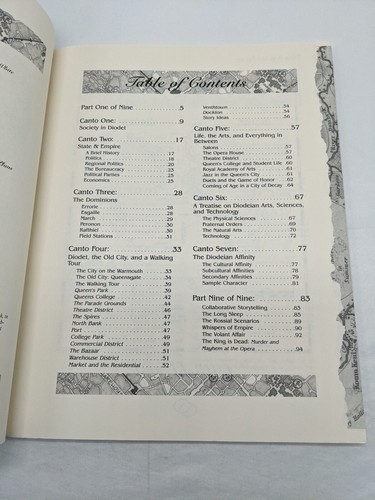 Table of Contents
Part One of Nine 5
Canto One: 9
Society in Diodet
Canto Two: 17
State & Empire
A Brief History 17
Politics 18
Regional Politics 20
The Bureaucracy 23
Political Parties 25
Economics 25
Canto Three: 28
The Dominions
Errorie 28
Esgalile 28
March 29
Peronon 30
Ralthiel 30
Field Stations 31
Canto Four: 33
Diodet, the Old City, and a Walking
Tour
The City on the Warmouth 33
The Old City: Queensgate 34
The Walking Tour 39
Queen's Park 39
Queens College 42
The Parade Grounds 44
Theatre District 46
The Spires 47
North Bank 47
Port 47
College Park 49
Commercial District 49
The Bazaar 51
Warehouse District 51
Market and the Residential 52
54
Dockton 54
Story Ideas 56
Canto Five: 57
Life, the Arts, and Everything in
Between
Salons 57
The Opera House 57
Theatre District 60
Queen's College and Student Life 60
Royal Academy of Arts 61
Jazz in the Queen's City 61
Duels and the Game of Honor 62
Coming of Age in a City of Decay 64
Canto Six: 67
A Treatise on Diodeian Arts, Sciences,
and Technology
The Physical Sciences 67
Fraternal Orders 69
The Natural Arts 70
Technology 72
Canto Seven: 77
The Diodeian Affinity
The Cultural Affinity 77
Subcultural Affinities 78
Secondary Affinities 79
Sample Character 81
Part Nine of Nine: 83
Collaborative Storytelling 83
The Long Sleep 85
The Rossial Scenarios 89
Whispers of Empire 90
The Volant Affair 92
The King is Dead: Murder and
Mayhem at the Opera 94